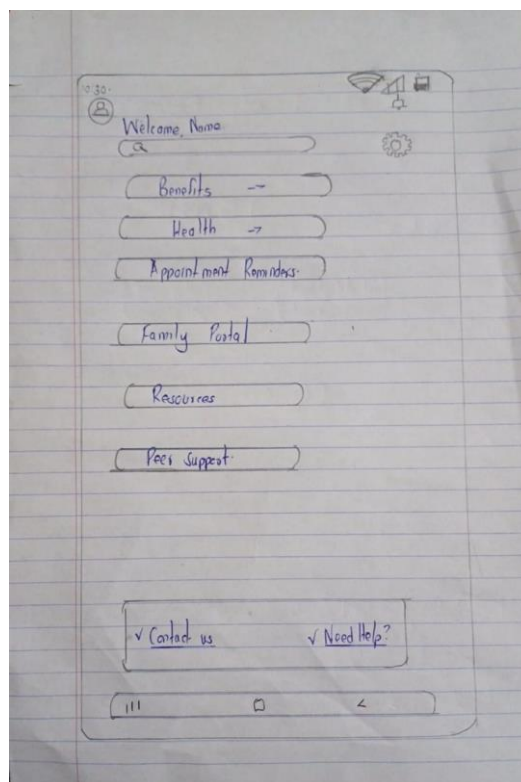 Welcome, Name
Benefits →
Health →
Appointment Reminders.
Family Portal
Resources
Peer Support.
✓ Contact us ✓ Need Help?